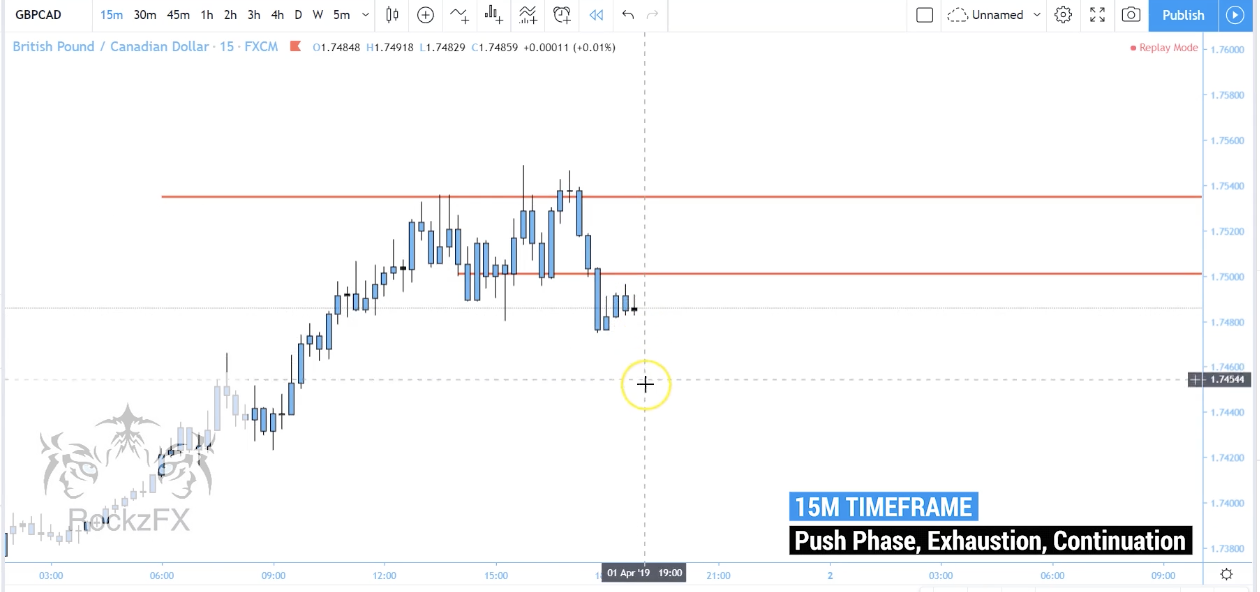 GBPCAD 15m 30m 45m 1h 2h 3h 4h D W 5m Unnamed Publish
British Pound / Canadian Dollar · 15 · FXCM O1.74848 H1.74918 L1.74829 C1.74859 +0.00011 (+0.01%) Replay Mode
1.76000
1.75800
1.75600
1.75400
1.75200
1.75000
1.74800
1.74600
1.74544
1.74400
1.74200
1.74000
1.73800
RockzFX
15M TIMEFRAME
Push Phase, Exhaustion, Continuation
03:00 06:00 09:00 12:00 15:00 01 Apr '19 19:00 21:00 2 03:00 06:00 09:00